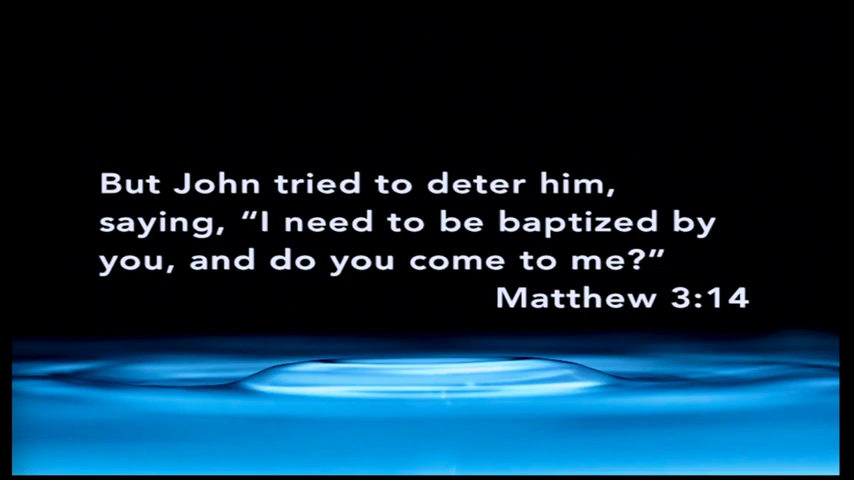 But John tried to deter him,
saying, “I need to be baptized by
you, and do you come to me?”
Matthew 3:14